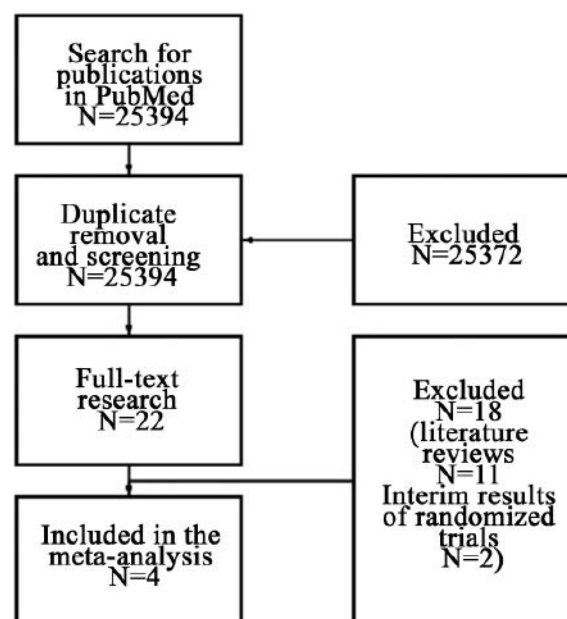 Search for
publications
in PubMed
N=25394
Duplicate
removal
and screening
N=25394
Excluded
N=25372
Full-text
research
N=22
Excluded
N=18
(literature
reviews
N=11
Interim results
of randomized
trials
N=2)
Included in the
meta-analysis
N=4